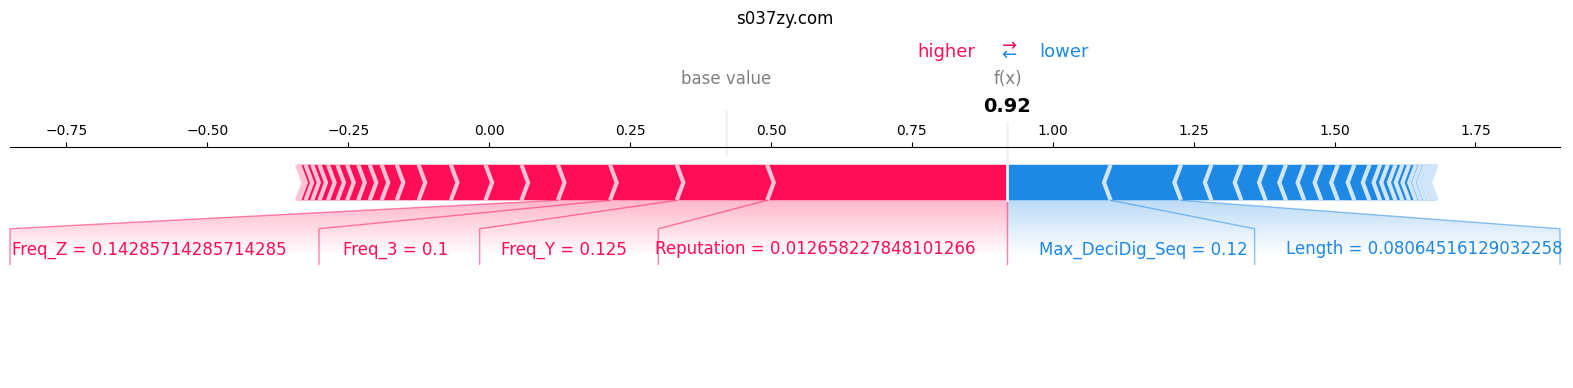 s037zy.com
higher ⇄ lower
base value f(x)
0.92
−0.75 −0.50 −0.25 0.00 0.25 0.50 0.75 1.00 1.25 1.50 1.75
Freq_Z = 0.14285714285714285 Freq_3 = 0.1 Freq_Y = 0.125 Reputation = 0.012658227848101266 Max_DeciDig_Seq = 0.12 Length = 0.08064516129032258